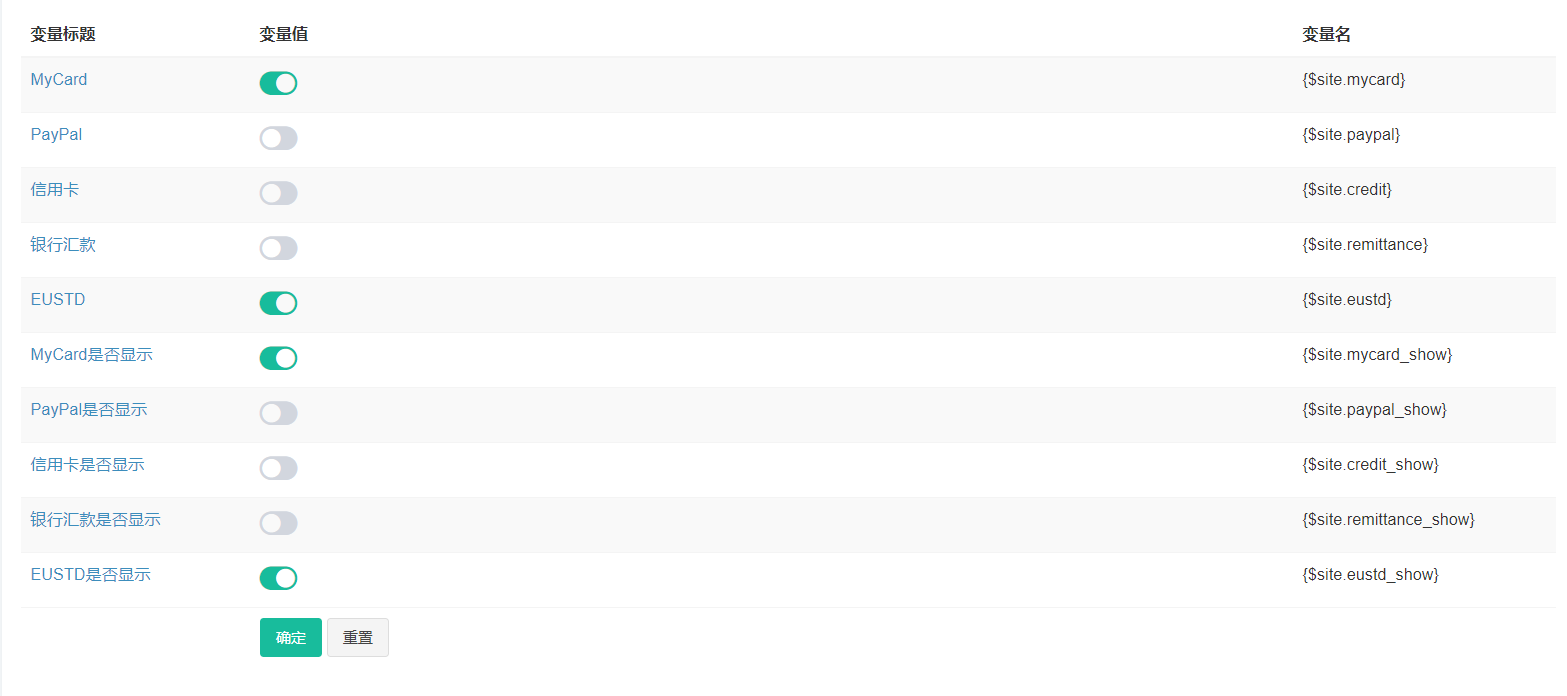 变量标题 变量值 变量名
MyCard {$site.mycard}
PayPal {$site.paypal}
信用卡 {$site.credit}
银行汇款 {$site.remittance}
EUSTD {$site.eustd}
MyCard是否显示 {$site.mycard_show}
PayPal是否显示 {$site.paypal_show}
信用卡是否显示 {$site.credit_show}
银行汇款是否显示 {$site.remittance_show}
EUSTD是否显示 {$site.eustd_show}
确定 重置